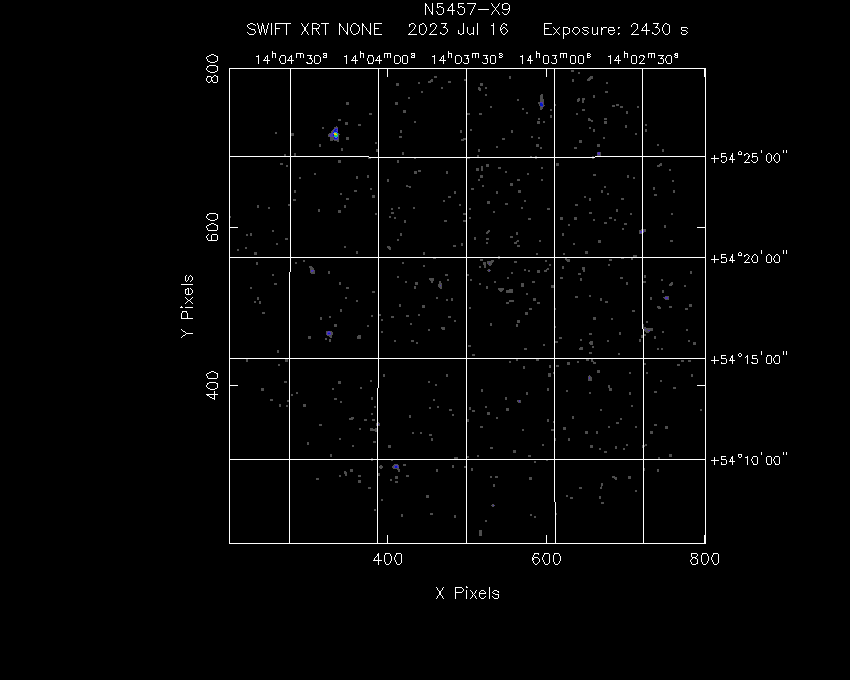 N5457-X9
SWIFT XRT NONE 2023 Jul 16 Exposure: 2430 s
14h04m30s 14h04m00s 14h03m30s 14h03m00s 14h02m30s
800
+54°25'00"
600
+54°20'00"
Y Pixels
+54°15'00"
400
+54°10'00"
400 600 800
X Pixels